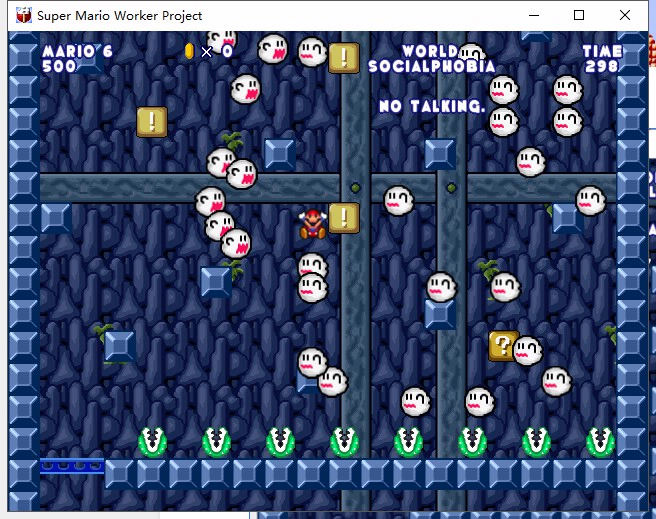 Super Mario Worker Project
MARIO 6
500
× 0
WORLD
SOCIALPHOBIA
TIME
298
NO TALKING.
!
!
!
?